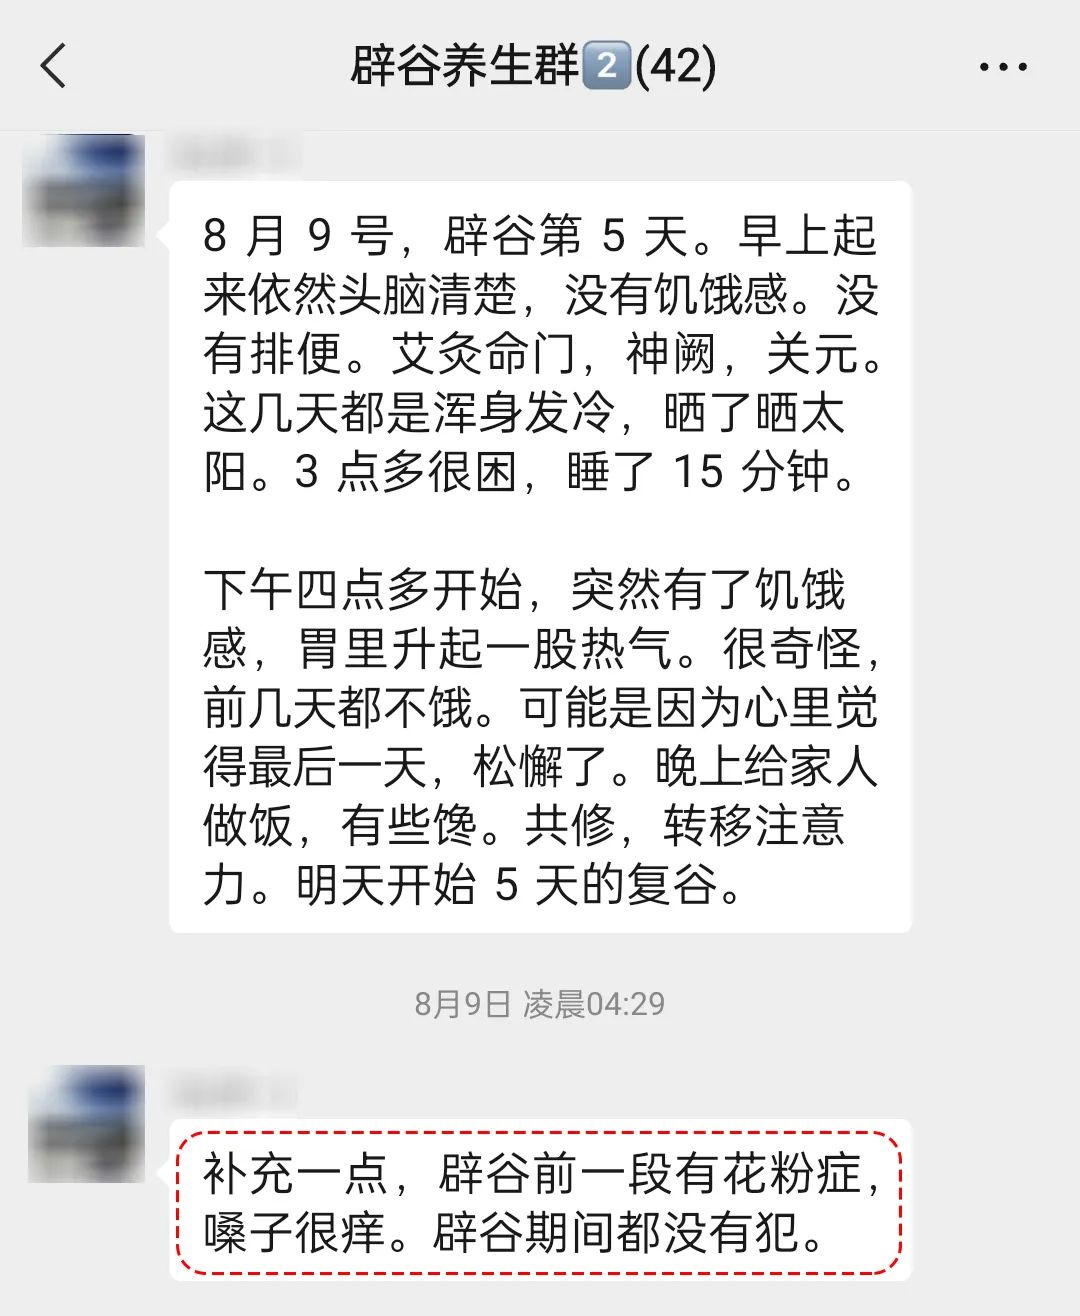 辟谷养生群2️⃣(42)
8 月 9 号，辟谷第 5 天。早上起
来依然头脑清楚，没有饥饿感。没
有排便。艾灸命门，神阙，关元。
这几天都是浑身发冷，晒了晒太
阳。3 点多很困，睡了 15 分钟。
下午四点多开始，突然有了饥饿
感，胃里升起一股热气。很奇怪，
前几天都不饿。可能是因为心里觉
得最后一天，松懈了。晚上给家人
做饭，有些馋。共修，转移注意
力。明天开始 5 天的复谷。
8月9日 凌晨04:29
补充一点，辟谷前一段有花粉症，
嗓子很痒。辟谷期间都没有犯。